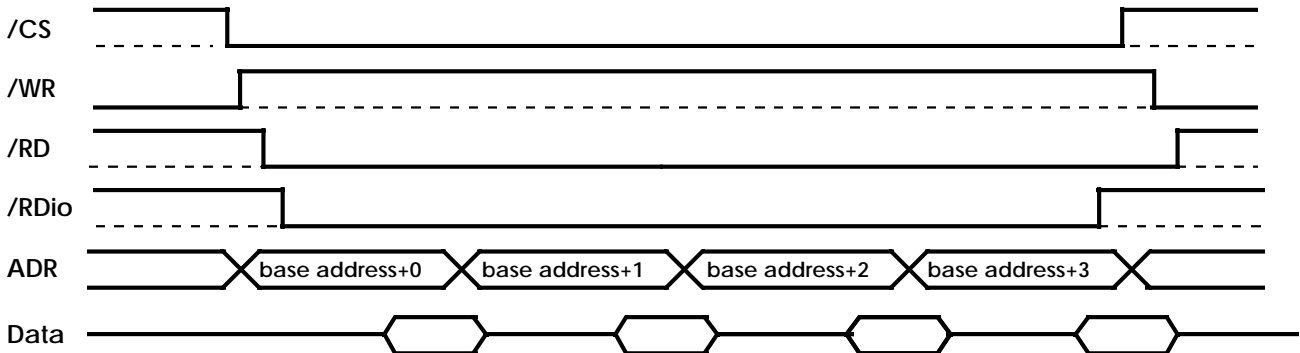 /CS
/WR
/RD
/RDio
ADR base address+0 base address+1 base address+2 base address+3
Data